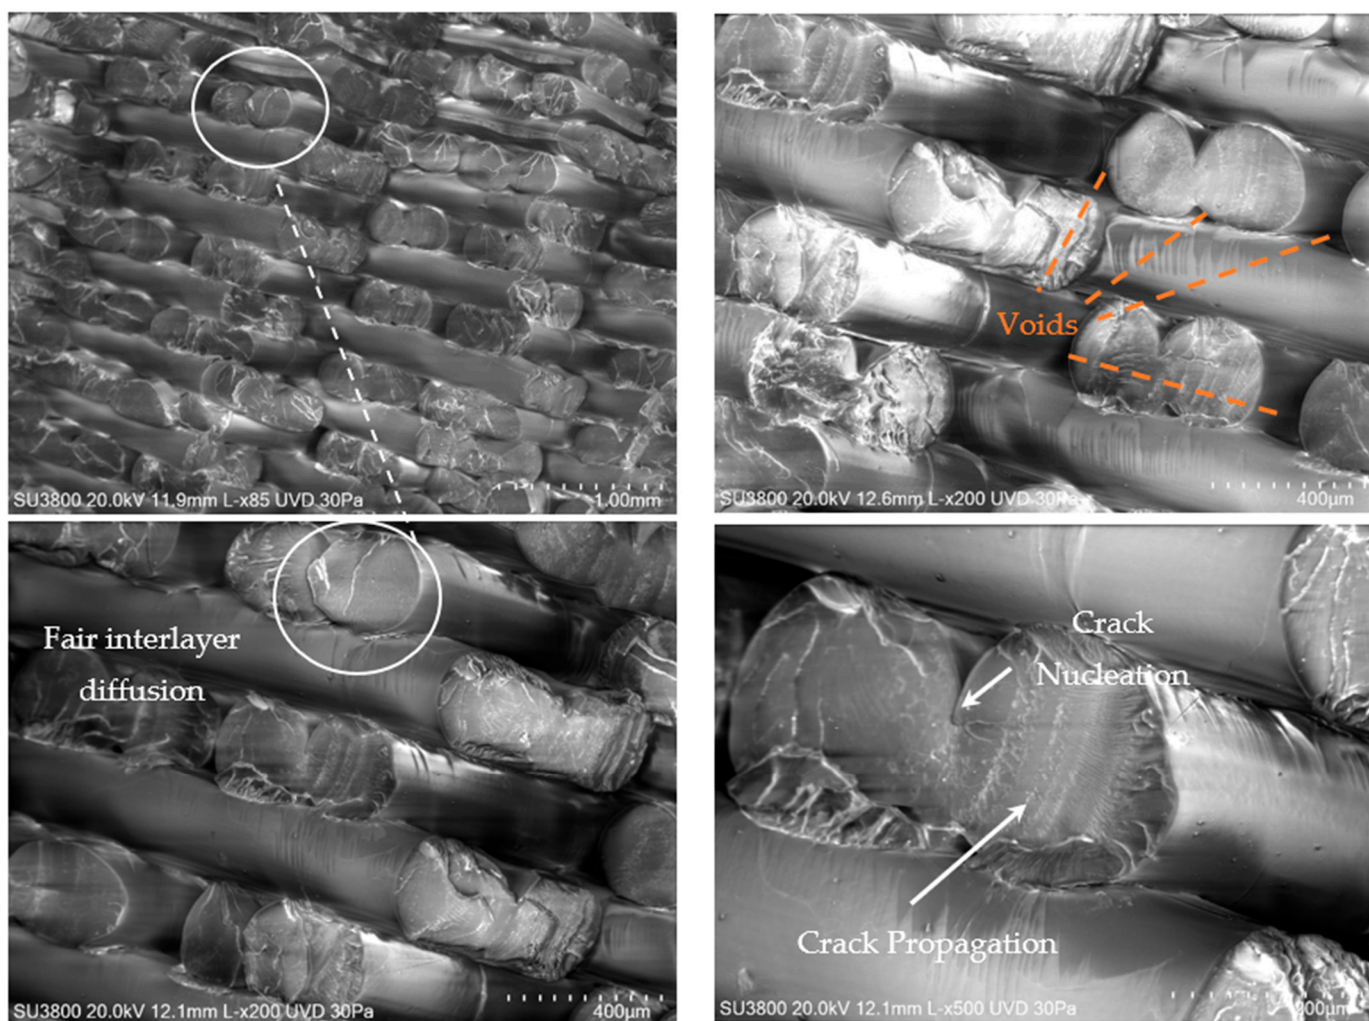 SU3800 20.0kV 11.9mm L-x85 UVD 30Pa 1.00mm
Voids
SU3800 20.0kV 12.6mm L-x200 UVD 30Pa 400µm
Fair interlayer
diffusion
SU3800 20.0kV 12.1mm L-x200 UVD 30Pa 400µm
Crack
Nucleation
Crack Propagation
SU3800 20.0kV 12.1mm L-x500 UVD 30Pa